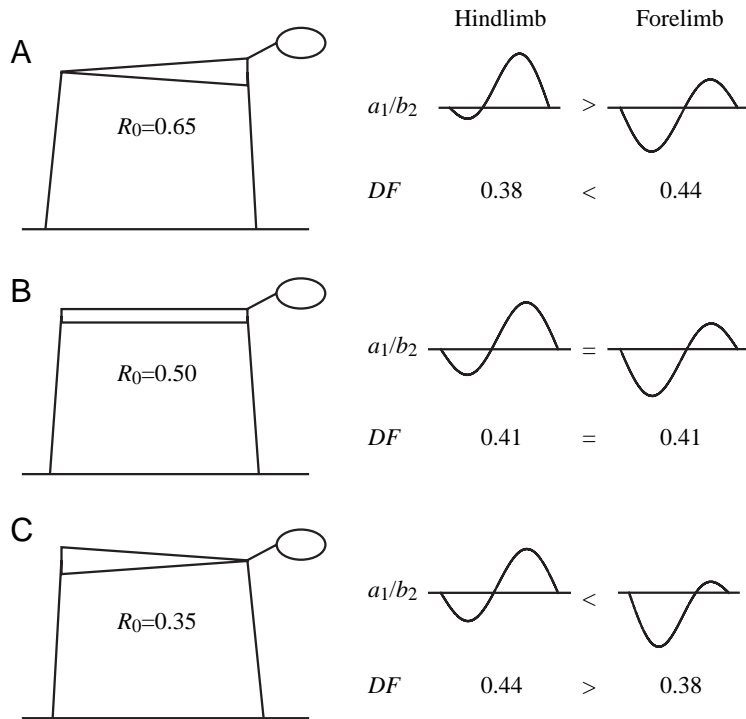 Hindlimb Forelimb
A
R0=0.65
a1/b2 >
DF 0.38 < 0.44
B
R0=0.50
a1/b2 =
DF 0.41 = 0.41
C
R0=0.35
a1/b2 <
DF 0.44 > 0.38